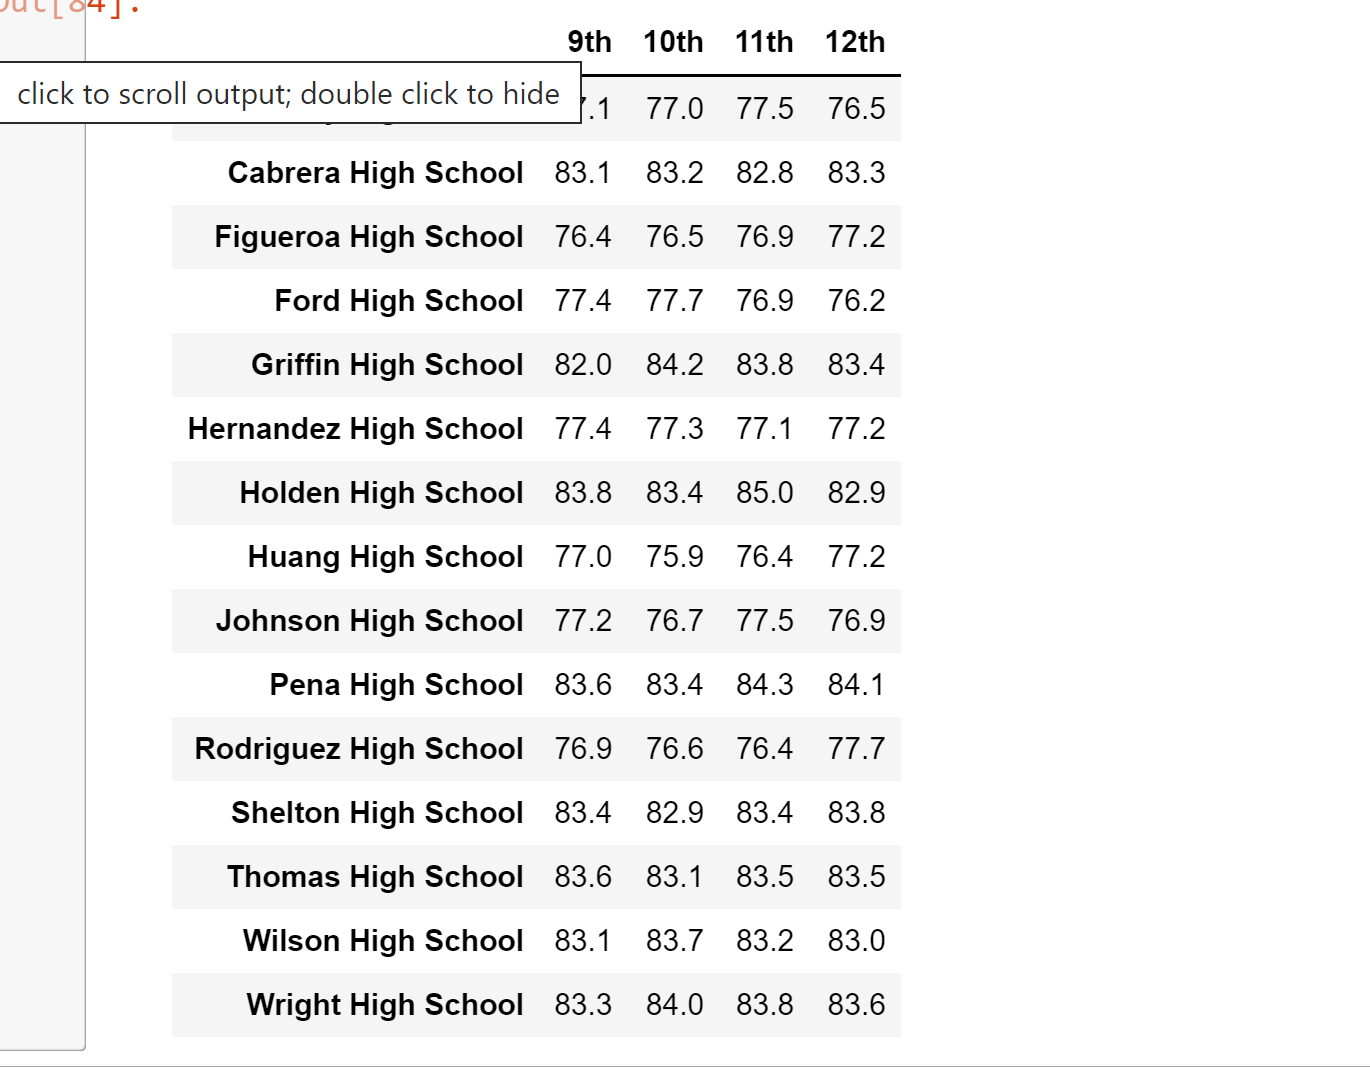 Out[84]:
9th 10th 11th 12th
click to scroll output; double click to hide
7.1 77.0 77.5 76.5
Cabrera High School 83.1 83.2 82.8 83.3
Figueroa High School 76.4 76.5 76.9 77.2
Ford High School 77.4 77.7 76.9 76.2
Griffin High School 82.0 84.2 83.8 83.4
Hernandez High School 77.4 77.3 77.1 77.2
Holden High School 83.8 83.4 85.0 82.9
Huang High School 77.0 75.9 76.4 77.2
Johnson High School 77.2 76.7 77.5 76.9
Pena High School 83.6 83.4 84.3 84.1
Rodriguez High School 76.9 76.6 76.4 77.7
Shelton High School 83.4 82.9 83.4 83.8
Thomas High School 83.6 83.1 83.5 83.5
Wilson High School 83.1 83.7 83.2 83.0
Wright High School 83.3 84.0 83.8 83.6